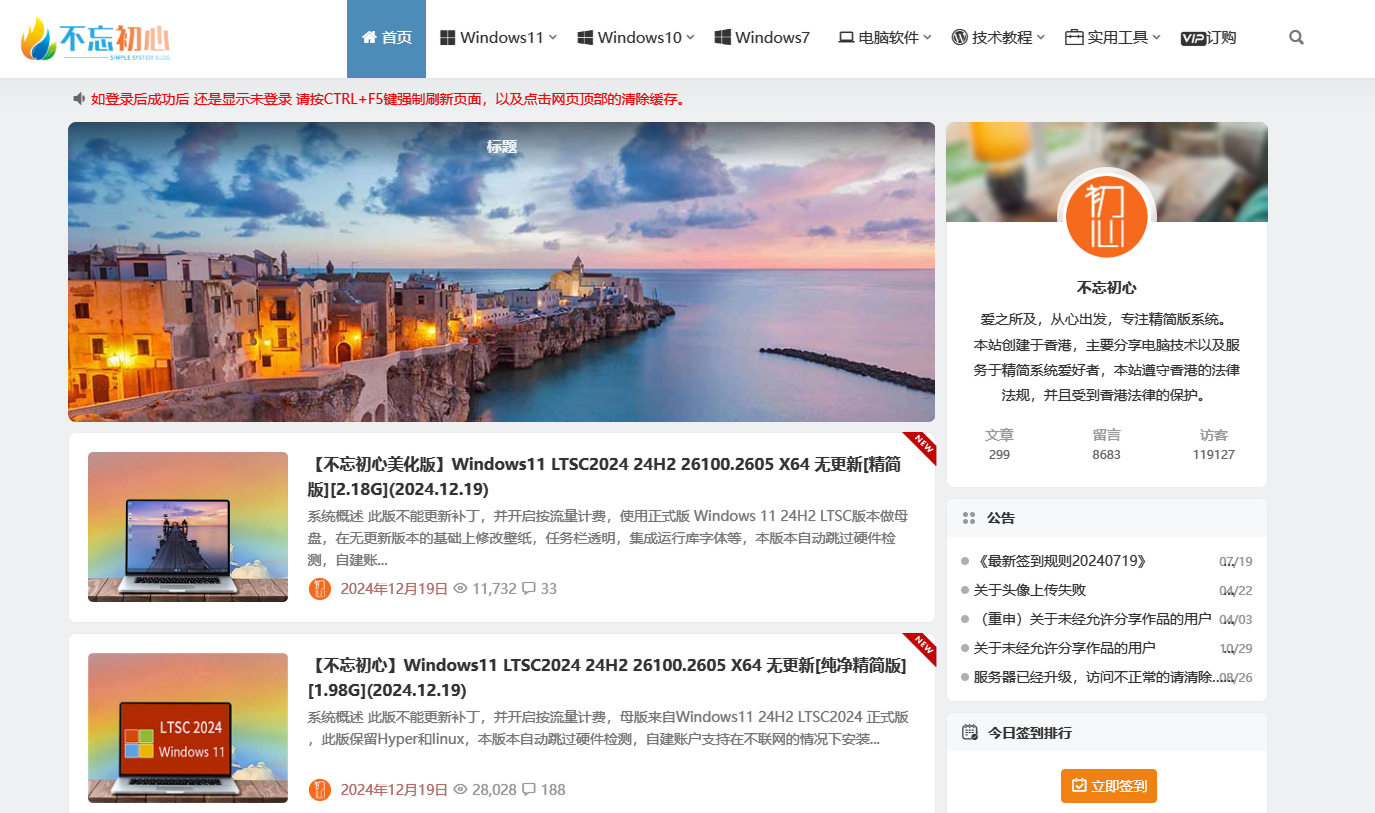 不忘初心
SIMPLE SYSTEM BLOG
首页
Windows11
Windows10
Windows7
电脑软件
技术教程
实用工具
VIP订购
如登录后成功后 还是显示未登录 请按CTRL+F5键强制刷新页面，以及点击网页顶部的清除缓存。
标题
NEW
【不忘初心美化版】Windows11 LTSC2024 24H2 26100.2605 X64 无更新[精简
版][2.18G](2024.12.19)
系统概述 此版不能更新补丁，并开启按流量计费，使用正式版 Windows 11 24H2 LTSC版本做母
盘，在无更新版本的基础上修改壁纸，任务栏透明，集成运行库字体等，本版本自动跳过硬件检
测，自建账...
初心
2024年12月19日 11,732 33
NEW
LTSC 2024
Windows 11
【不忘初心】Windows11 LTSC2024 24H2 26100.2605 X64 无更新[纯净精简版]
[1.98G](2024.12.19)
系统概述 此版不能更新补丁，并开启按流量计费，母版来自Windows11 24H2 LTSC2024 正式版
，此版保留Hyper和linux，本版本自动跳过硬件检测，自建账户支持在不联网的情况下安装...
初心
2024年12月19日 28,028 188
初心
不忘初心
爱之所及，从心出发，专注精简版系统。
本站创建于香港，主要分享电脑技术以及服
务于精简系统爱好者，本站遵守香港的法律
法规，并且受到香港法律的保护。
文章 留言 访客
299 8683 119127
公告
《最新签到规则20240719》 07/19
关于头像上传失败 04/22
（重申）关于未经允许分享作品的用户 04/03
关于未经允许分享作品的用户 10/29
服务器已经升级，访问不正常的请清除... 08/26
今日签到排行
立即签到